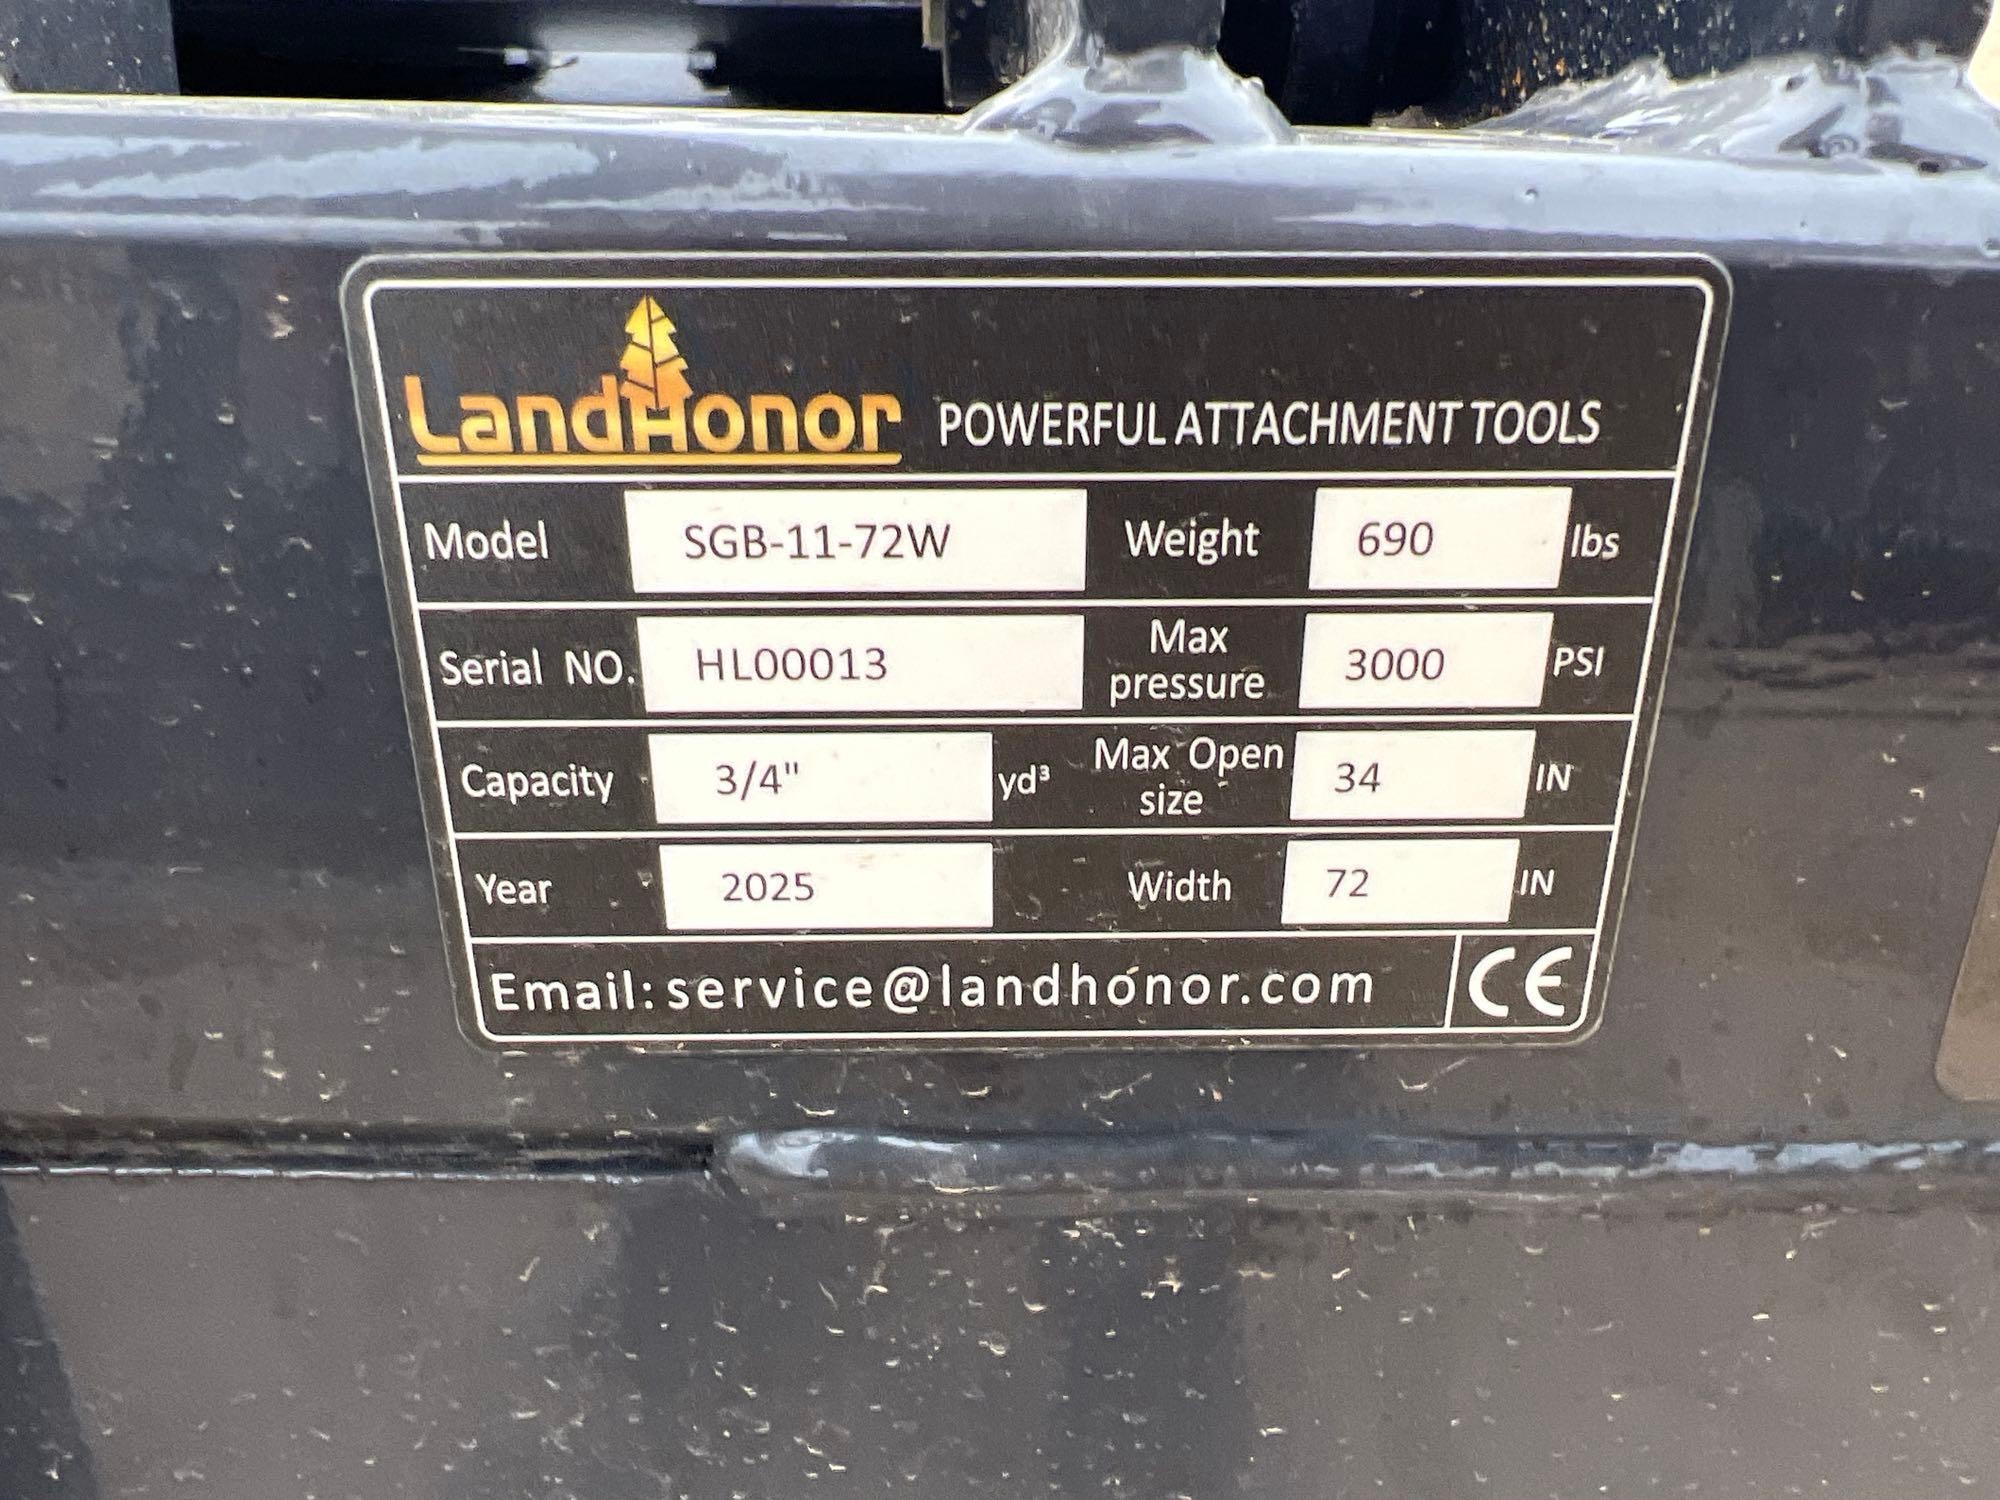 LandHonor POWERFUL ATTACHMENT TOOLS
Model SGB-11-72W Weight 690 lbs
Serial NO. HL00013 Max pressure 3000 PSI
Capacity 3/4" yd³ Max Open size 34 IN
Year 2025 Width 72 IN
Email:service@landhonor.com CE